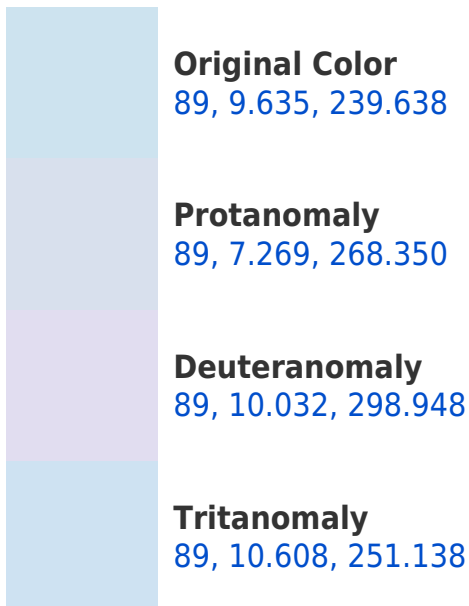 Original Color
89, 9.635, 239.638
Protanomaly
89, 7.269, 268.350
Deuteranomaly
89, 10.032, 298.948
Tritanomaly
89, 10.608, 251.138